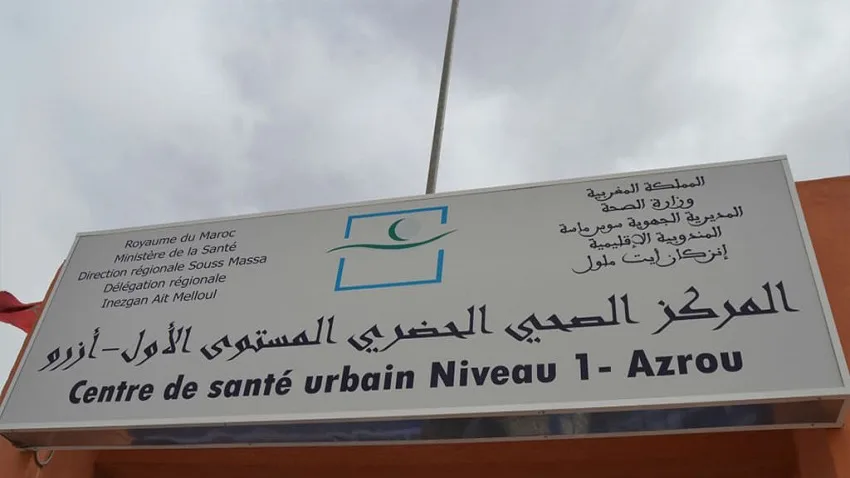 Royaume du Maroc
Ministère de la Santé
Direction régionale Souss Massa
Délégation régionale
Inezgan Ait Melloul
المملكة المغربية
وزارة الصحة
المديرية الجهوية سوس ماسة
المندوبية الإقليمية
إنزكان ايت ملول
المركز الصحي الحضري المستوى الأول-أزرو
Centre de santé urbain Niveau 1- Azrou